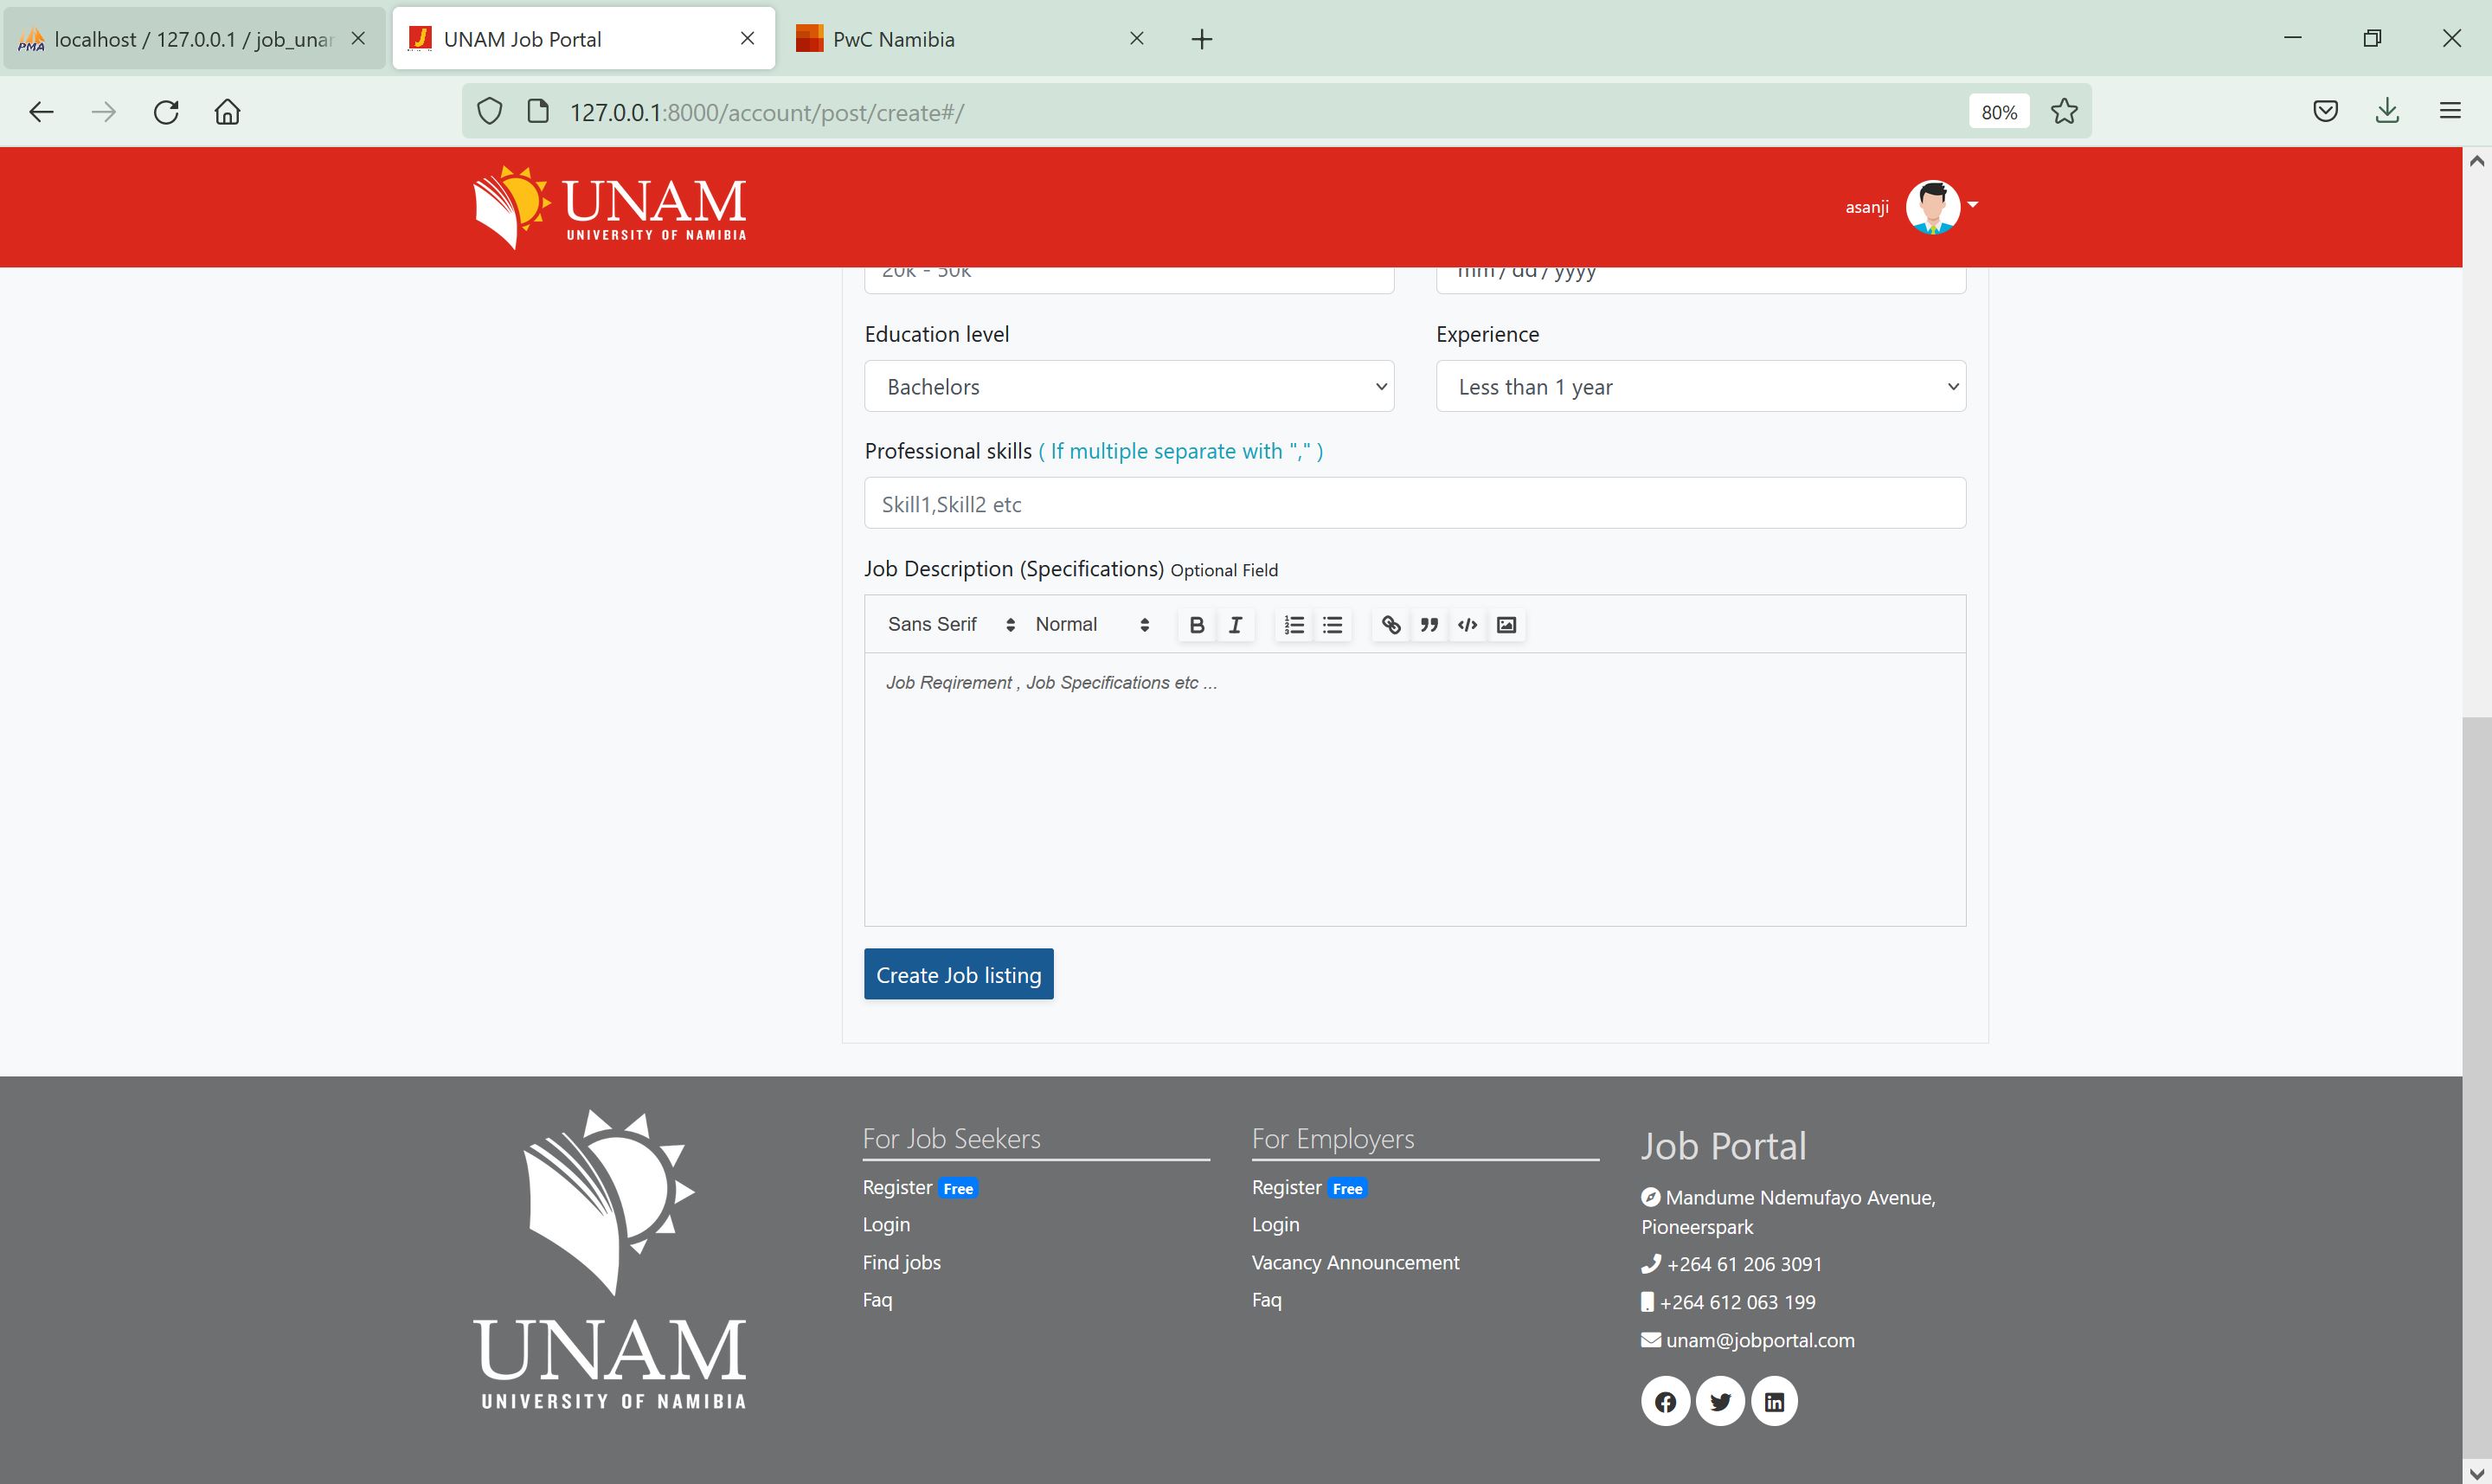 localhost / 127.0.0.1 / job_unar
UNAM Job Portal
PwC Namibia
127.0.0.1:8000/account/post/create#/
80%
UNAM
UNIVERSITY OF NAMIBIA
asanji
20k - 50k
mm / dd / yyyy
Education level
Experience
Bachelors
Less than 1 year
Professional skills ( If multiple separate with "," )
Skill1,Skill2 etc
Job Description (Specifications) Optional Field
Sans Serif
Normal
Job Reqirement , Job Specifications etc ...
Create Job listing
UNAM
UNIVERSITY OF NAMIBIA
For Job Seekers
Register Free
Login
Find jobs
Faq
For Employers
Register Free
Login
Vacancy Announcement
Faq
Job Portal
Mandume Ndemufayo Avenue,
Pioneerspark
+264 61 206 3091
+264 612 063 199
unam@jobportal.com